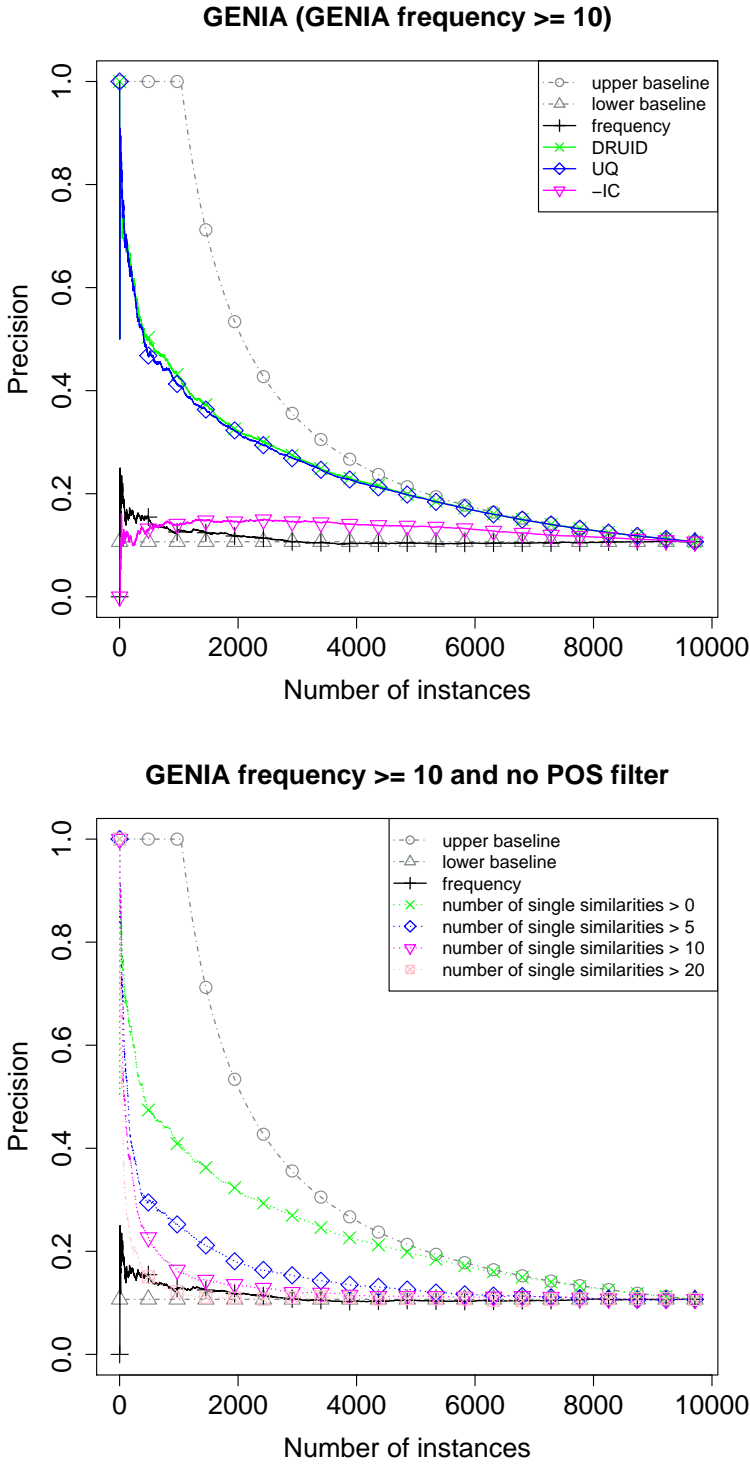 GENIA (GENIA frequency >= 10)
upper baseline
lower baseline
frequency
DRUID
UQ
−IC
1.0
0.8
0.6
0.4
0.2
0.0
Precision
0 2000 4000 6000 8000 10000
Number of instances
GENIA frequency >= 10 and no POS filter
upper baseline
lower baseline
frequency
number of single similarities > 0
number of single similarities > 5
number of single similarities > 10
number of single similarities > 20
1.0
0.8
0.6
0.4
0.2
0.0
Precision
0 2000 4000 6000 8000 10000
Number of instances